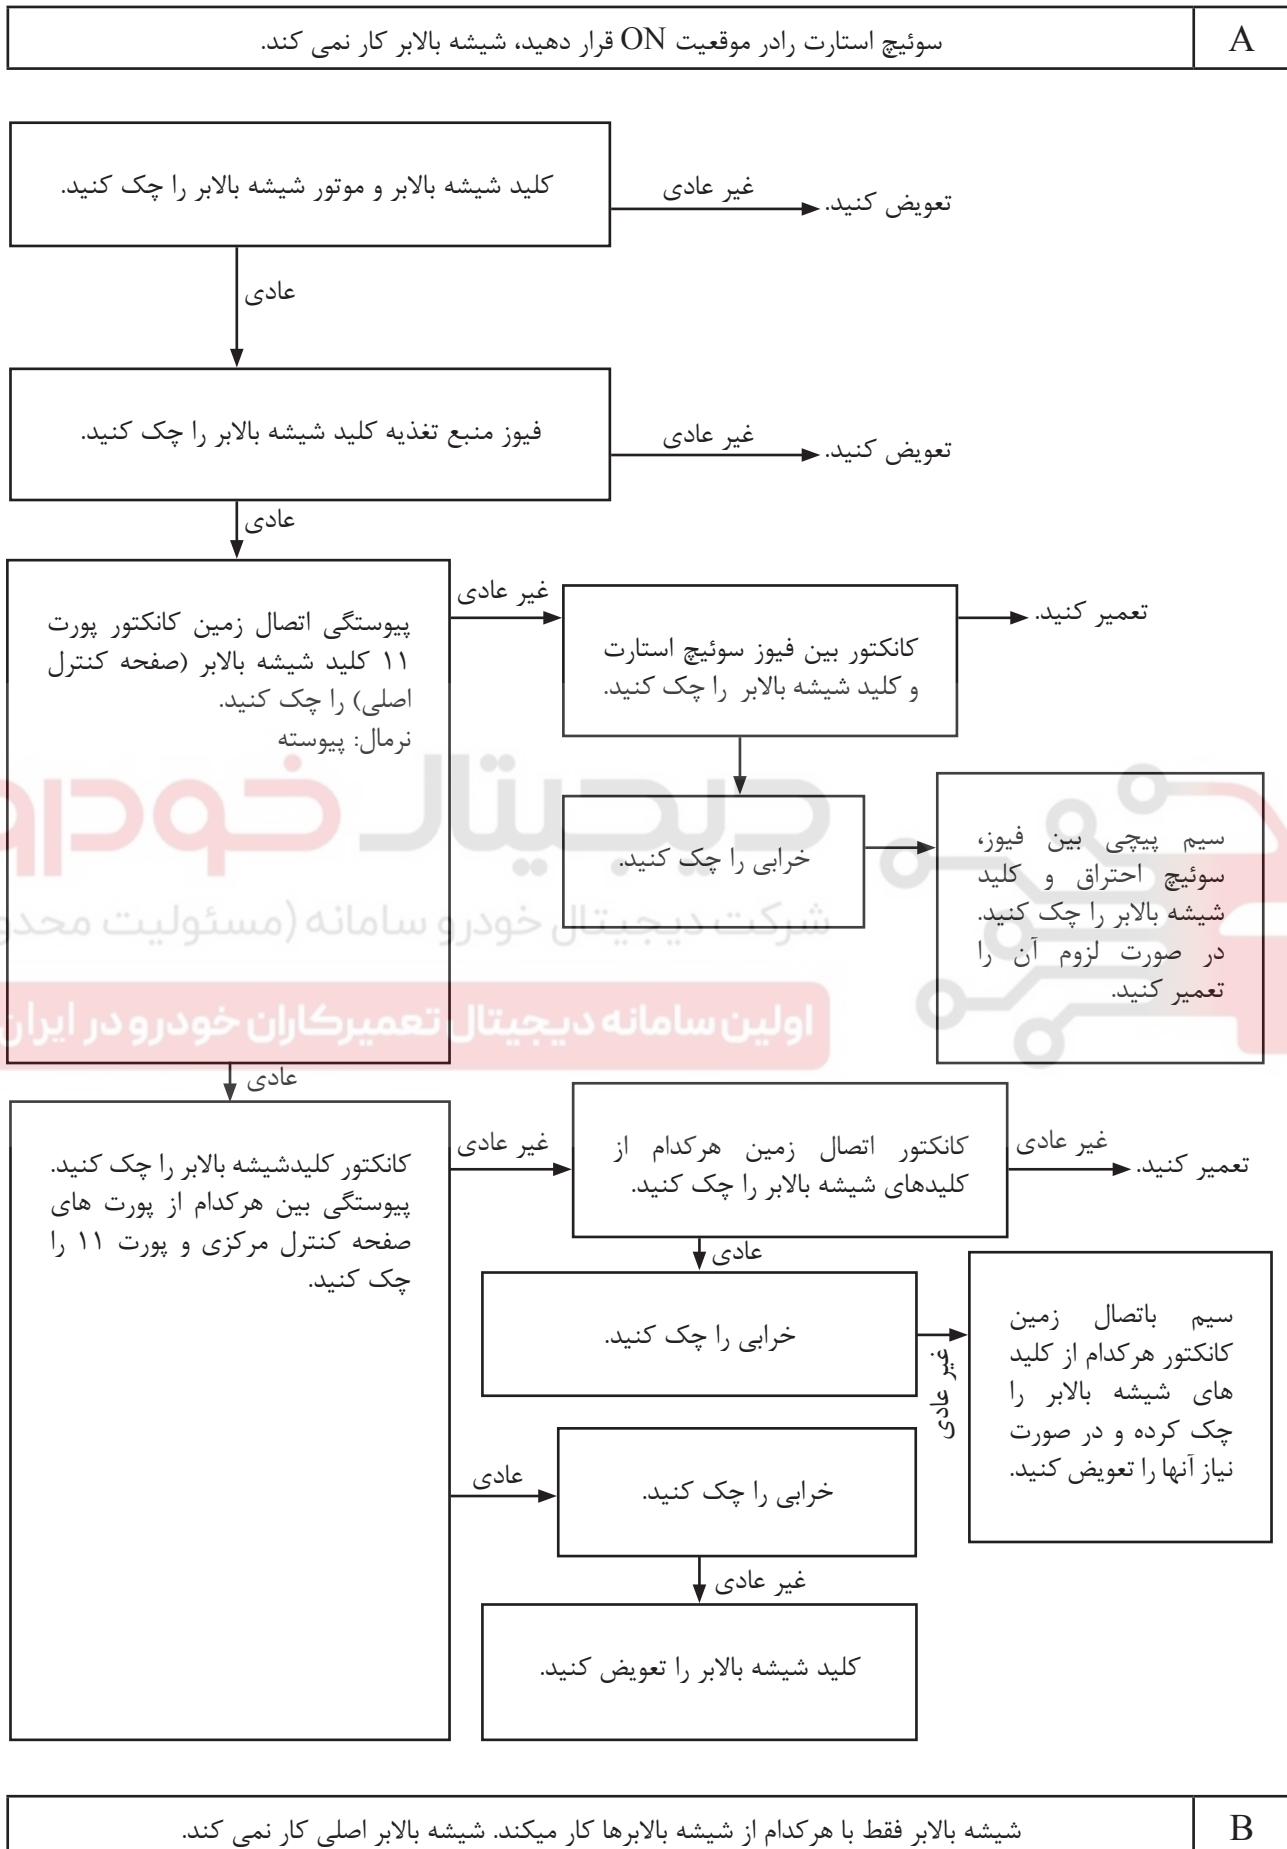 A
سوئیچ استارت رادر موقعیت ON قرار دهید، شیشه بالابر کار نمی کند.
کلید شیشه بالابر و موتور شیشه بالابر را چک کنید.
غیر عادی
تعویض کنید.
عادی
فیوز منبع تغذیه کلید شیشه بالابر را چک کنید.
غیر عادی
تعویض کنید.
عادی
پیوستگی اتصال زمین کانکتور پورت
۱۱ کلید شیشه بالابر (صفحه کنترل
اصلی) را چک کنید.
نرمال: پیوسته
غیر عادی
کانکتور بین فیوز سوئیچ استارت
و کلید شیشه بالابر را چک کنید.
تعمیر کنید.
خرابی را چک کنید.
سیم پیچی بین فیوز،
سوئیچ احتراق و کلید
شیشه بالابر را چک کنید.
در صورت لزوم آن را
تعمیر کنید.
دیجیتال خودرو
شرکت دیجیتال خودرو سامانه (مسئولیت محدو
اولین سامانه دیجیتال تعمیرکاران خودرو در ایران
عادی
کانکتور کلیدشیشه بالابر را چک کنید.
پیوستگی بین هرکدام از پورت های
صفحه کنترل مرکزی و پورت ۱۱ را
چک کنید.
غیر عادی
کانکتور اتصال زمین هرکدام از
کلیدهای شیشه بالابر را چک کنید.
غیر عادی
تعمیر کنید.
عادی
خرابی را چک کنید.
غیر عادی
سیم باتصال زمین
کانکتور هرکدام از کلید
های شیشه بالابر را
چک کرده و در صورت
نیاز آنها را تعویض کنید.
عادی
خرابی را چک کنید.
غیر عادی
کلید شیشه بالابر را تعویض کنید.
B
شیشه بالابر فقط با هرکدام از شیشه بالابرها کار میکند. شیشه بالابر اصلی کار نمی کند.